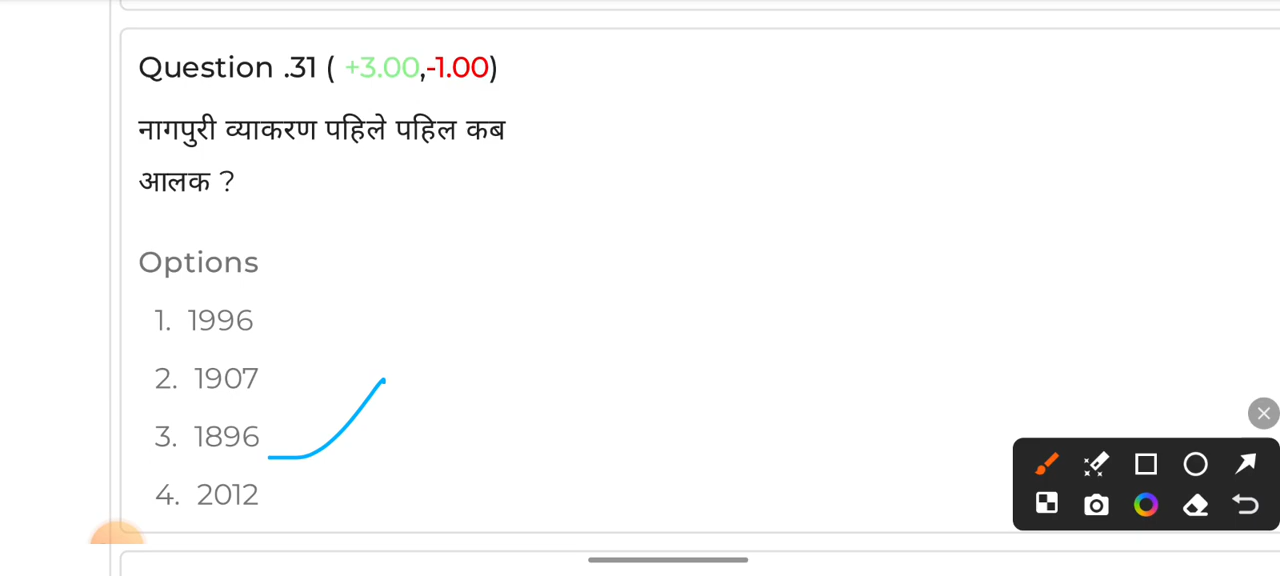 Question .31 ( +3.00,-1.00)
नागपुरी व्याकरण पहिले पहिल कब
आलक ?
Options
1. 1996
2. 1907
3. 1896
4. 2012